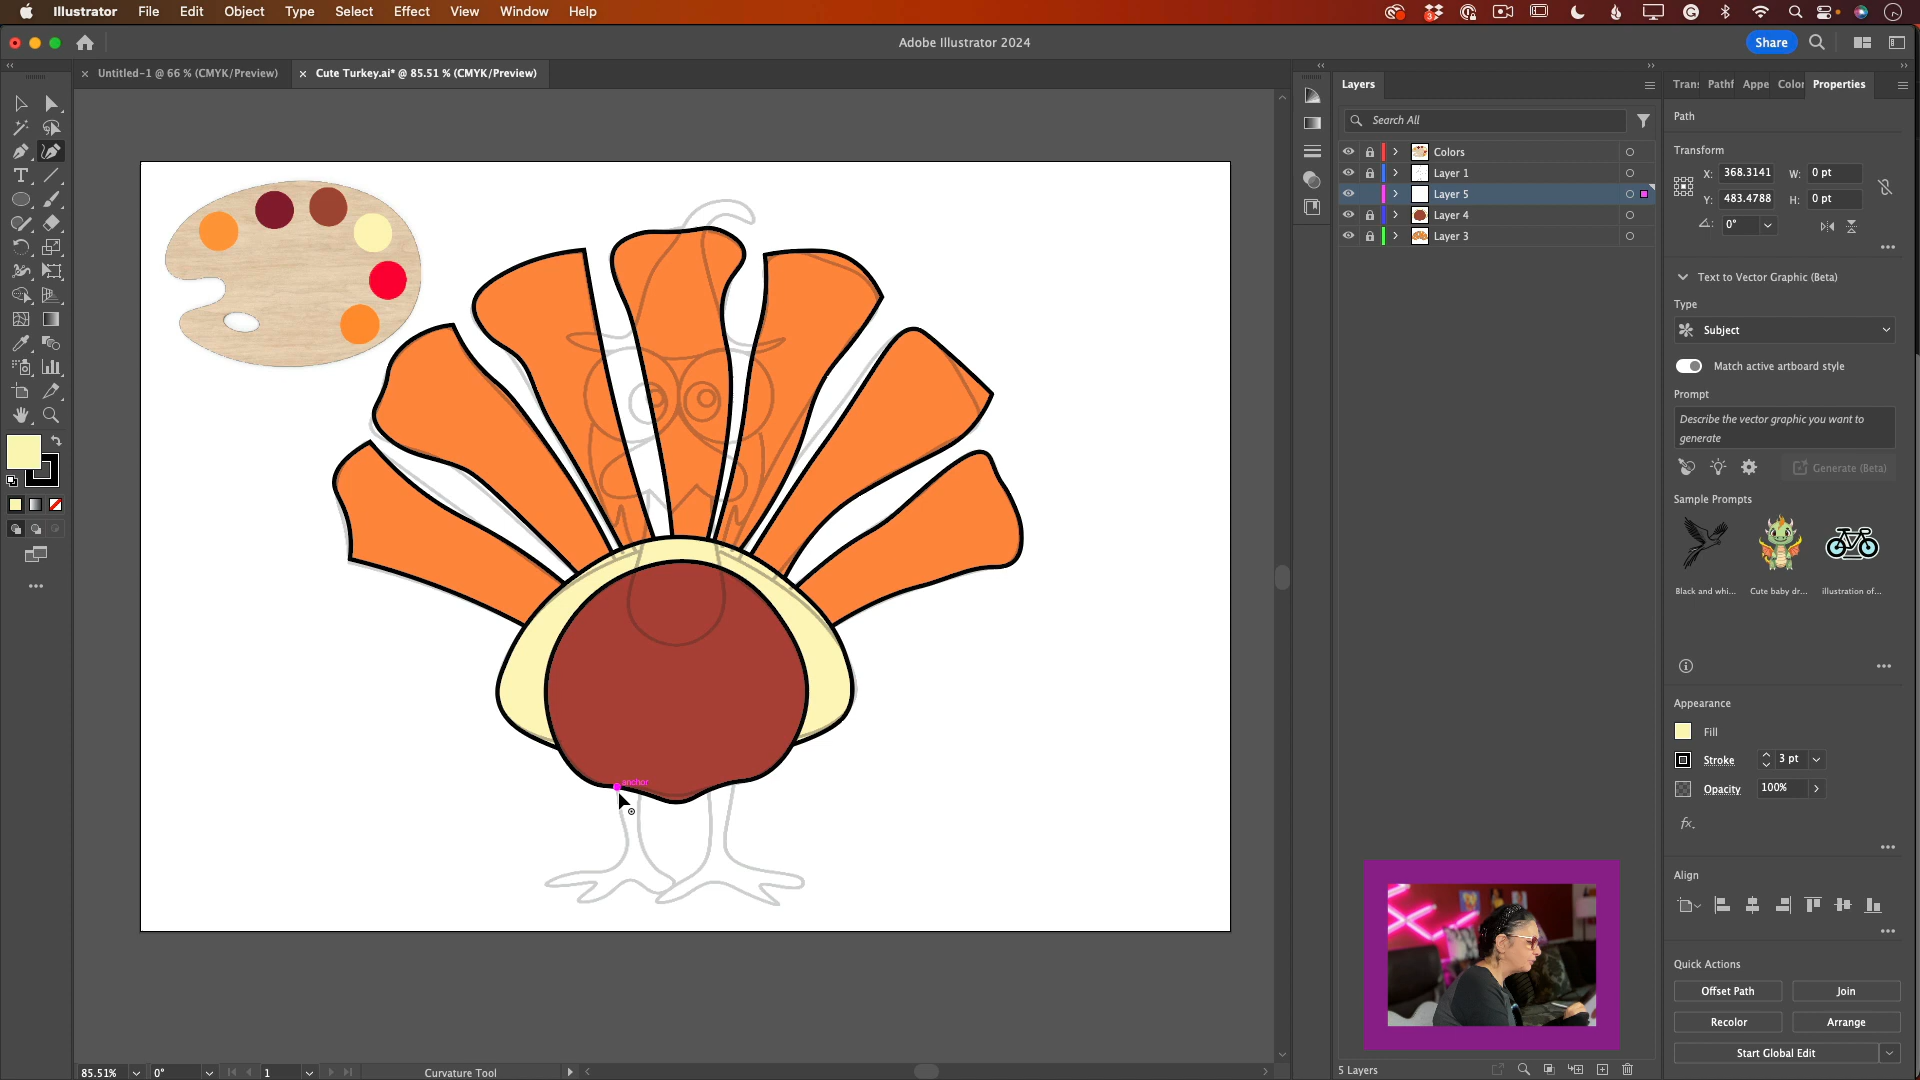 Illustrator File Edit Object Type Select Effect View Window Help
Adobe Illustrator 2024
Share
Untitled-1 @ 66 % (CMYK/Preview)
Cute Turkey.ai* @ 85.51 % (CMYK/Preview)
Layers
Search All
Colors
Layer 1
Layer 5
Layer 4
Layer 3
5 Layers
Trans Pathf Appe Color Properties
Path
Transform
X: 368.3141 W: 0 pt
Y: 483.4788 H: 0 pt
0°
Text to Vector Graphic (Beta)
Type
Subject
Match active artboard style
Prompt
Describe the vector graphic you want to
generate
Generate (Beta)
Sample Prompts
Black and whi... Cute baby dr... illustration of...
Appearance
Fill
Stroke 3 pt
Opacity 100%
fx.
Align
Quick Actions
Offset Path Join
Recolor Arrange
Start Global Edit
anchor
85.51% 0° 1 Curvature Tool